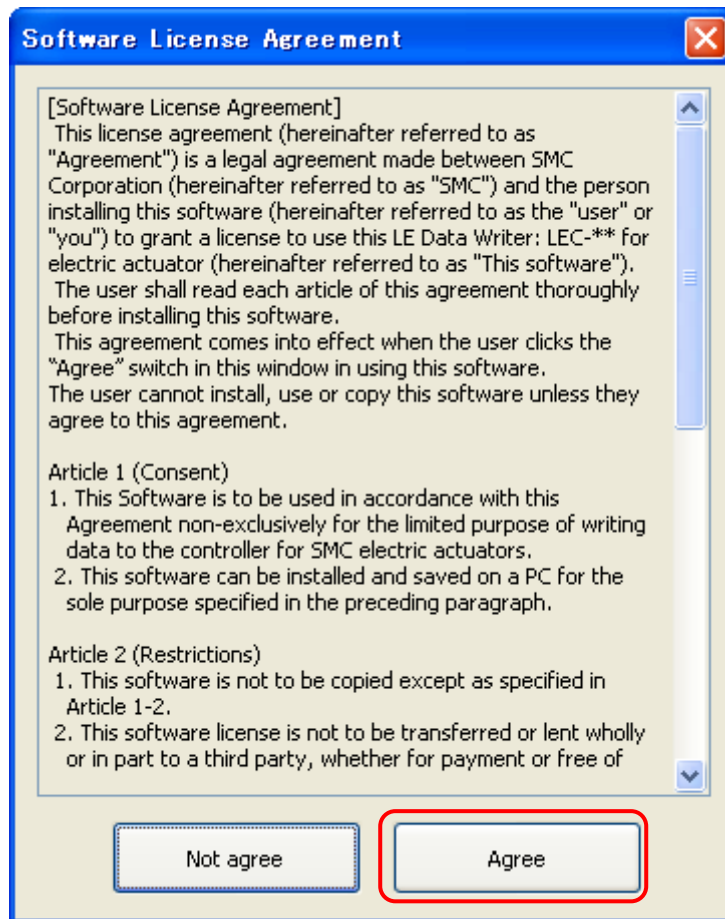 Software License Agreement
[Software License Agreement]
This license agreement (hereinafter referred to as
"Agreement") is a legal agreement made between SMC
Corporation (hereinafter referred to as "SMC") and the person
installing this software (hereinafter referred to as the "user" or
"you") to grant a license to use this LE Data Writer: LEC-** for
electric actuator (hereinafter referred to as "This software").
The user shall read each article of this agreement thoroughly
before installing this software.
This agreement comes into effect when the user clicks the
“Agree” switch in this window in using this software.
The user cannot install, use or copy this software unless they
agree to this agreement.
Article 1 (Consent)
1. This Software is to be used in accordance with this
Agreement non-exclusively for the limited purpose of writing
data to the controller for SMC electric actuators.
2. This software can be installed and saved on a PC for the
sole purpose specified in the preceding paragraph.
Article 2 (Restrictions)
1. This software is not to be copied except as specified in
Article 1-2.
2. This software license is not to be transferred or lent wholly
or in part to a third party, whether for payment or free of
Not agree
Agree